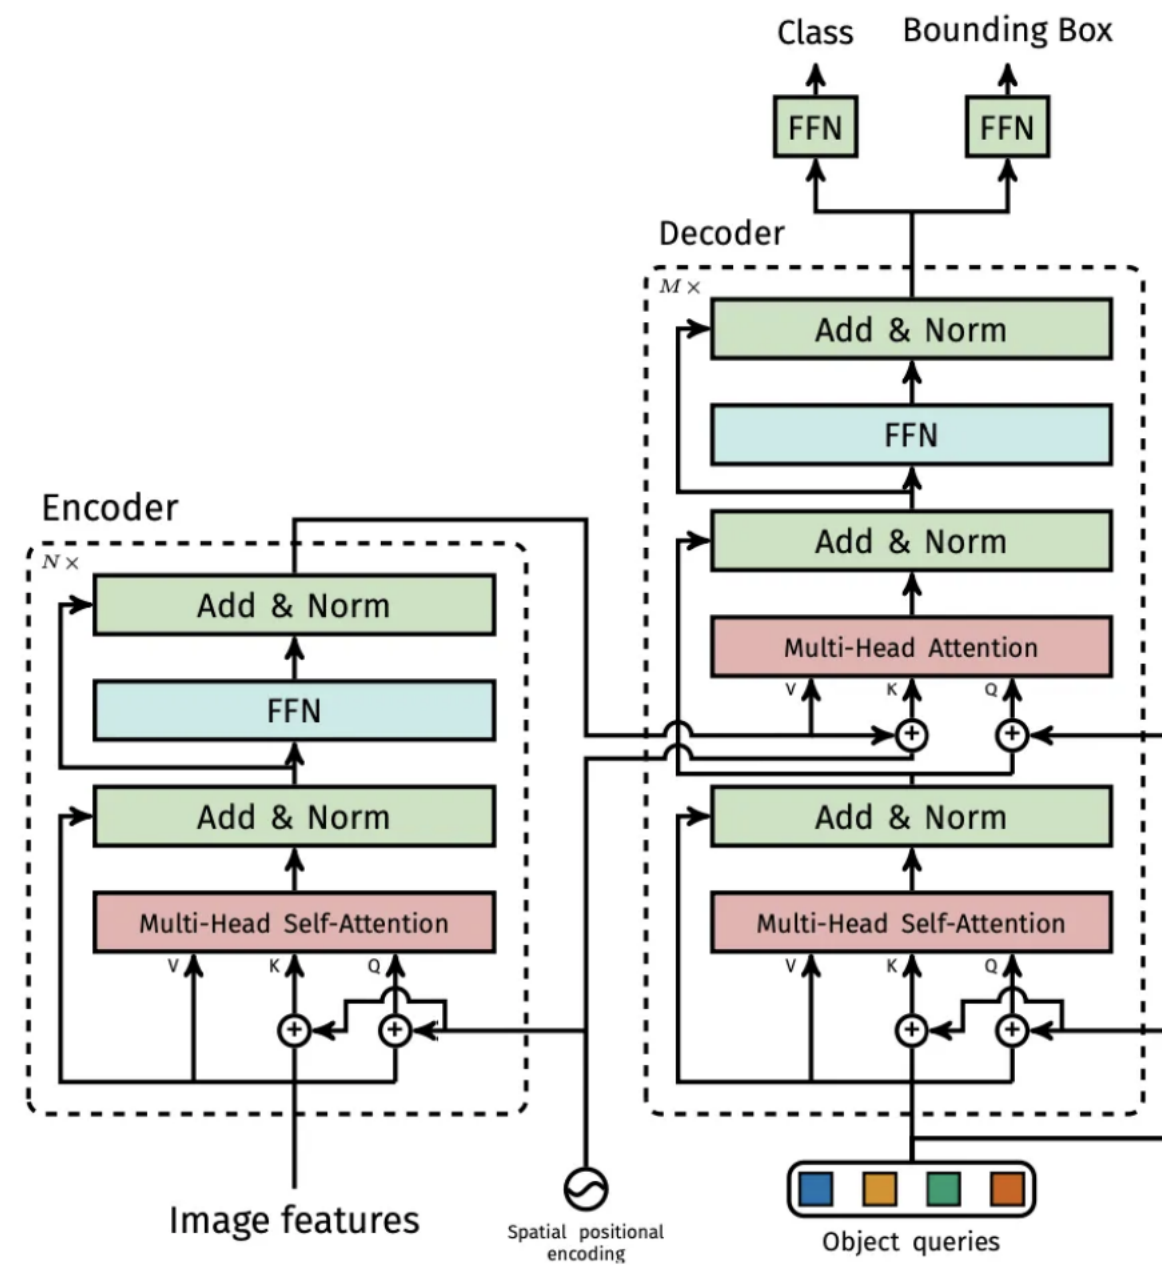 Class
Bounding Box
FFN
FFN
Decoder
M ×
Add & Norm
FFN
Add & Norm
Multi-Head Attention
V
K
Q
+
+
Add & Norm
Multi-Head Self-Attention
V
K
Q
+
+
Object queries
Encoder
N ×
Add & Norm
FFN
Add & Norm
Multi-Head Self-Attention
V
K
Q
+
+
Image features
Spatial positional
encoding